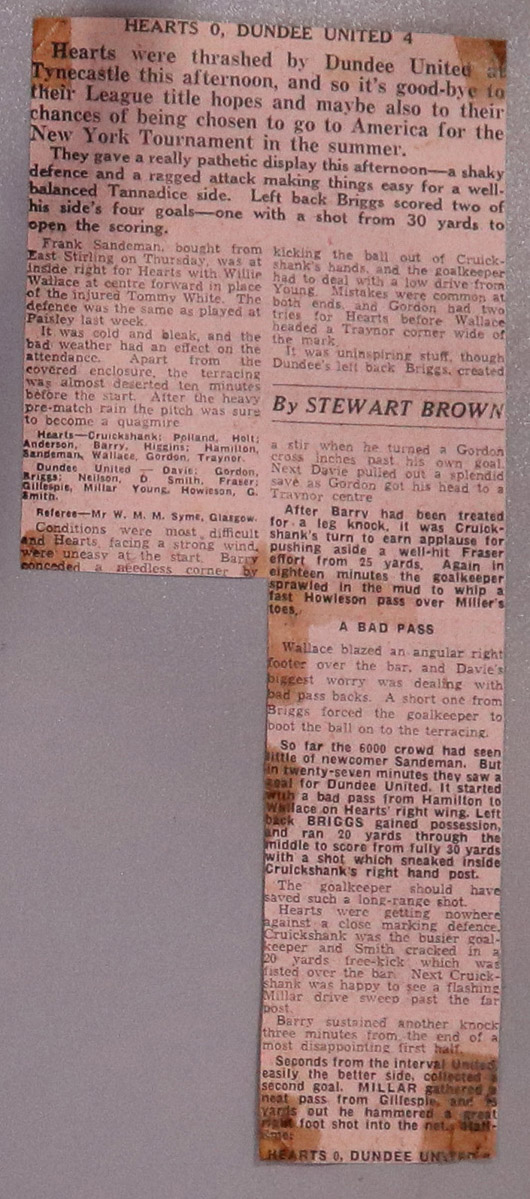 HEARTS 0, DUNDEE UNITED 4
Hearts were thrashed by Dundee United at
Tynecastle this afternoon, and so it's good-bye to
their League title hopes and maybe also to their
chances of being chosen to go to America for the
New York Tournament in the summer.
They gave a really pathetic display this afternoon—a shaky
defence and a ragged attack making things easy for a well-
balanced Tannadice side. Left back Briggs scored two of
his side's four goals—one with a shot from 30 yards to
open the scoring.
Frank Sandeman, bought from
East Stirling on Thursday, was at
inside right for Hearts with Willie
Wallace at centre forward in place
of the injured Tommy White. The
defence was the same as played at
Paisley last week.
It was cold and bleak, and the
bad weather had an effect on the
attendance. Apart from the
covered enclosure, the terracing
was almost deserted ten minutes
before the start. After the heavy
pre-match rain the pitch was sure
to become a quagmire
Hearts—Cruickshank; Polland, Holt;
Anderson, Barry, Higgins; Hamilton,
Sandeman, Wallace, Gordon, Traynor.
Dundee United — Davie; Gordon,
Briggs; Neilson, D Smith, Fraser;
Gillespie, Millar Young, Howieson, G.
Smith.
Referee—Mr W. M. M. Syme, Glasgow.
Conditions were most difficult
and Hearts, facing a strong wind,
were uneasy at the start. Barry
conceded a needless corner by
kicking the ball out of Cruick-
shank's hands, and the goalkeeper
had to deal with a low drive from
Young. Mistakes were common at
both ends, and Gordon had two
tries for Hearts before Wallace
headed a Traynor corner wide of
the mark.
It was uninspiring stuff, though
Dundee's left back Briggs, created
By STEWART BROWN
a stir when he turned a Gordon
cross inches past his own goal.
Next Davie pulled out a splendid
save as Gordon got his head to a
Traynor centre
After Barry had been treated
for a leg knock, it was Cruick-
shank's turn to earn applause for
pushing aside a well-hit Fraser
effort from 25 yards. Again in
eighteen minutes the goalkeeper
sprawled in the mud to whip a
fast Howieson pass over Miller's
toes.
A BAD PASS
Wallace blazed an angular right
footer over the bar, and Davie's
biggest worry was dealing with
bad pass backs. A short one from
Briggs forced the goalkeeper to
boot the ball on to the terracing.
So far the 6000 crowd had seen
little of newcomer Sandeman. But
in twenty-seven minutes they saw a
goal for Dundee United. It started
with a bad pass from Hamilton to
Wallace on Hearts' right wing. Left
back BRIGGS gained possession,
and ran 20 yards through the
middle to score from fully 30 yards
with a shot which sneaked inside
Cruickshank's right hand post.
The goalkeeper should have
saved such a long-range shot.
Hearts were getting nowhere
against a close marking defence.
Cruickshank was the busier goal-
keeper and Smith cracked in a
20 yards free-kick which was
fisted over the bar. Next Cruick-
shank was happy to see a flashing
Millar drive sweep past the far
post.
Barry sustained another knock
three minutes from the end of a
most disappointing first half.
Seconds from the interval United,
easily the better side, collected a
second goal. MILLAR gathered a
neat pass from Gillespie, and
yards out he hammered a great
right foot shot into the net. Half-
time:
HEARTS 0, DUNDEE UNITED